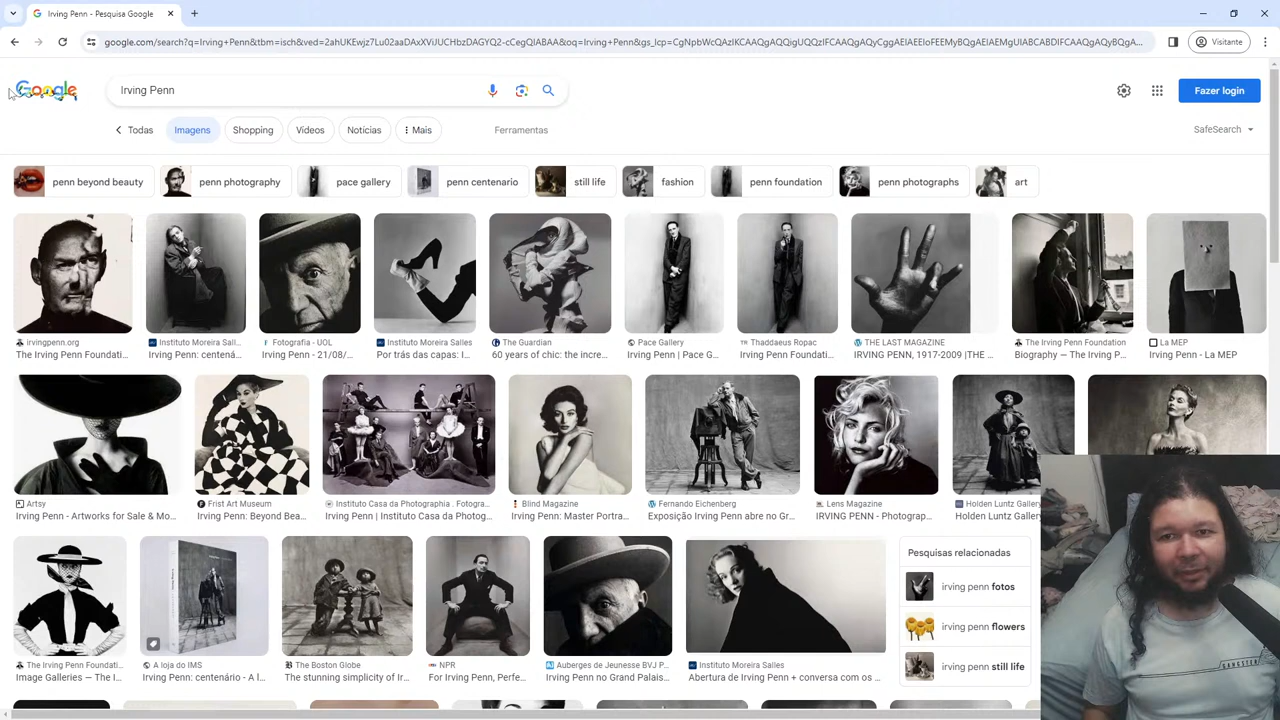 Irving Penn - Pesquisa Google
google.com/search?q=Irving+Penn&tbm=isch&ved=2ahUKEwjz7Lu02aaDAxXViJUCHbzDAGYQ2-cCegQIABAA&oq=Irving+Penn&gs_lcp=CgNpbWcQAzIKCAAQgAQQigUQQzIFCAAQgAQyCggAEIAEEIoFEEMyBQgAEIAEMgUIABCABDIFCAAQgAQyBQgA...
Visitante
Google
Irving Penn
Fazer login
Todas
Imagens
Shopping
Vídeos
Notícias
Mais
Ferramentas
SafeSearch
penn beyond beauty
penn photography
pace gallery
penn centenario
still life
fashion
penn foundation
penn photographs
art
irvingpenn.org
The Irving Penn Foundati...
Instituto Moreira Sall...
Irving Penn: centená...
Fotografia - UOL
Irving Penn - 21/08/...
Instituto Moreira Salles
Por trás das capas: I...
The Guardian
60 years of chic: the incre...
Pace Gallery
Irving Penn | Pace G...
Thaddaeus Ropac
Irving Penn Foundati...
THE LAST MAGAZINE
IRVING PENN, 1917-2009 |THE ...
The Irving Penn Foundation
Biography — The Irving P...
La MEP
Irving Penn - La MEP
Artsy
Irving Penn - Artworks for Sale & Mo...
Frist Art Museum
Irving Penn: Beyond Bea...
Instituto Casa da Photographia . Fotogra...
Irving Penn | Instituto Casa da Photog...
Blind Magazine
Irving Penn: Master Portra...
Fernando Eichenberg
Exposição Irving Penn abre no Gr...
Lens Magazine
IRVING PENN - Photograp...
Holden Luntz Gallery
Holden Luntz Gallery
The Irving Penn Foundati...
Image Galleries — The I...
A loja do IMS
Irving Penn: centenário - A l...
The Boston Globe
The stunning simplicity of Ir...
NPR
For Irving Penn, Perfe...
Auberges de Jeunesse BVJ P...
Irving Penn no Grand Palais...
Instituto Moreira Salles
Abertura de Irving Penn + conversa com os ...
Pesquisas relacionadas
irving penn fotos
irving penn flowers
irving penn still life